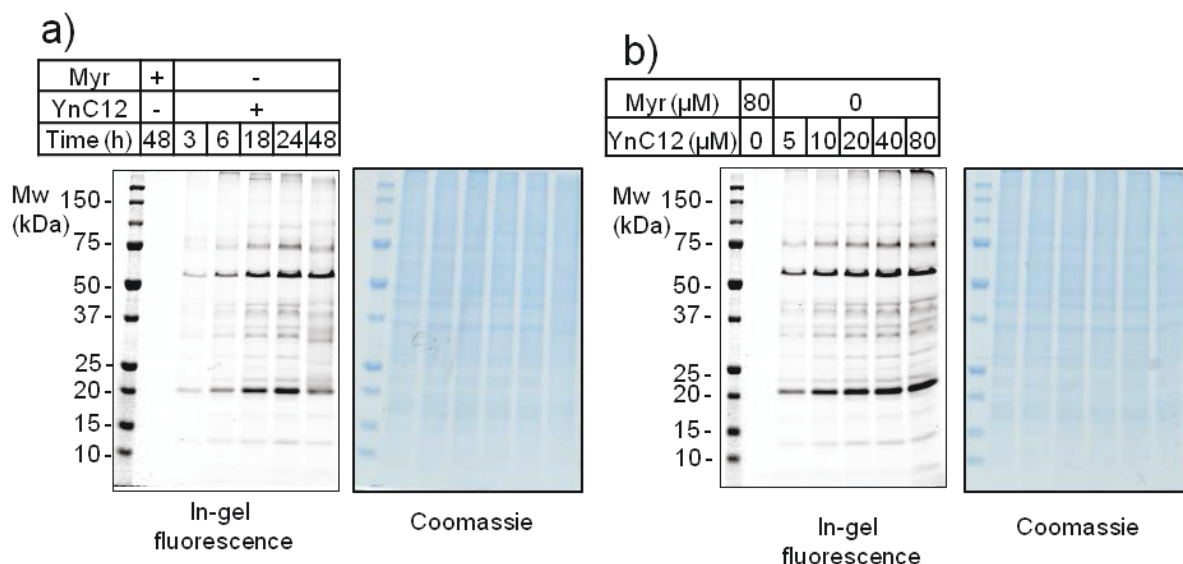 a)
Myr + -
YnC12 - +
Time (h) 48 3 6 18 24 48
Mw
(kDa)
150 -
75 -
50 -
37 -
25 -
20 -
15 -
10 -
In-gel
fluorescence
Coomassie
b)
Myr (µM) 80 0
YnC12 (µM) 0 5 10 20 40 80
Mw
(kDa)
150 -
75 -
50 -
37 -
25 -
20 -
15 -
10 -
In-gel
fluorescence
Coomassie